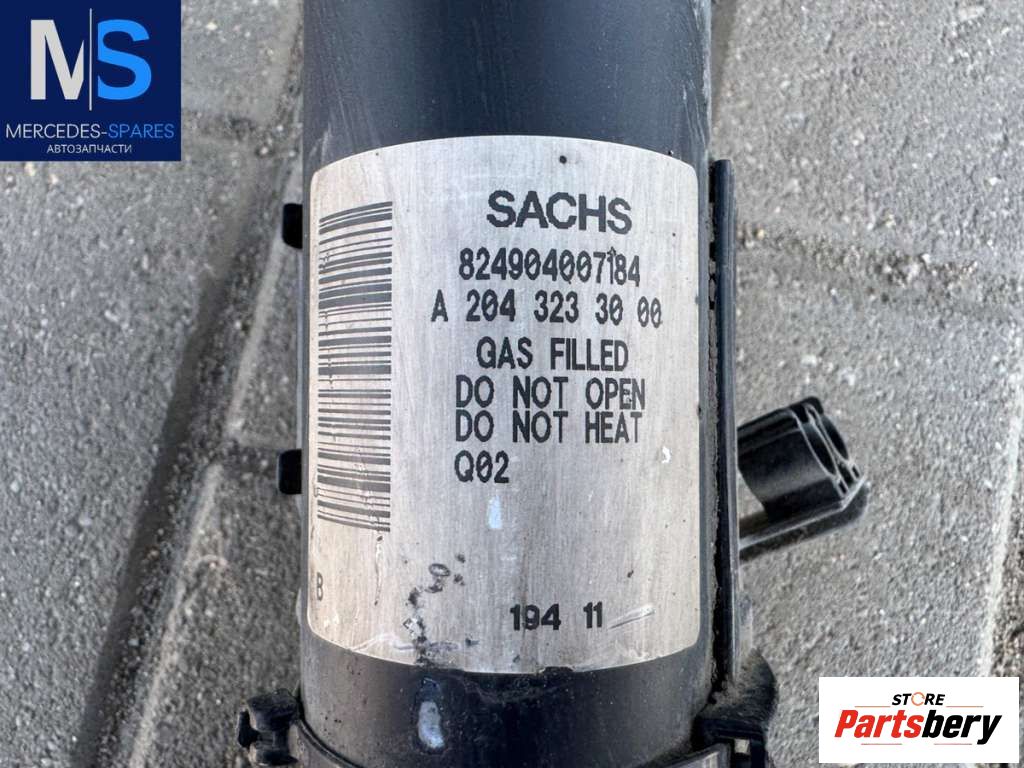 MS
MERCEDES-SPARES
АВТОЗАПЧАСТИ
SACHS
824904007184
A 204 323 30 00
GAS FILLED
DO NOT OPEN
DO NOT HEAT
Q02
B
194 11
STORE
Partsbery